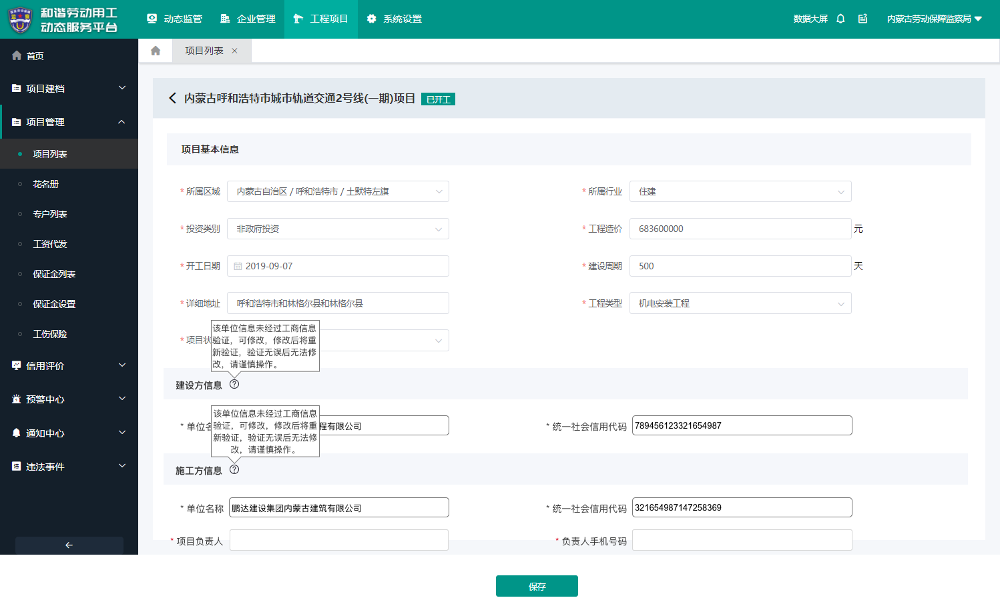 和谐劳动用工
动态服务平台
动态监管
企业管理
工程项目
系统设置
数据大屏
内蒙古劳动保障监察局
首页
项目建档
项目管理
项目列表
花名册
专户列表
工资代发
保证金列表
保证金设置
工伤保险
信用评价
预警中心
通知中心
违法事件
项目列表
内蒙古呼和浩特市城市轨道交通2号线(一期)项目 已开工
项目基本信息
*所属区域 内蒙古自治区 / 呼和浩特市 / 土默特左旗
*所属行业 住建
*投资类别 非政府投资
*工程造价 683600000 元
*开工日期 2019-09-07
*建设周期 500 天
*详细地址 呼和浩特市和林格尔县和林格尔县
*工程类型 机电安装工程
*项目状
该单位信息未经过工商信息
验证，可修改，修改后将重
新验证，验证无误后无法修
改，请谨慎操作。
建设方信息
*单位名
程有限公司
*统一社会信用代码 789456123321654987
该单位信息未经过工商信息
验证，可修改，修改后将重
新验证，验证无误后无法修
改，请谨慎操作。
施工方信息
*单位名称 鹏达建设集团内蒙古建筑有限公司
*统一社会信用代码 321654987147258369
*项目负责人
*负责人手机号码
保存